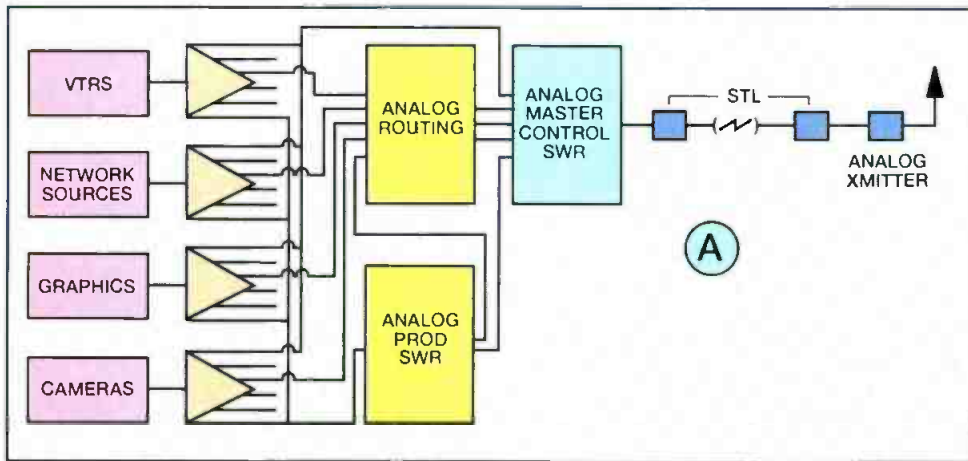 VTRS
NETWORK
SOURCES
GRAPHICS
CAMERAS
ANALOG
ROUTING
ANALOG
PROD
SWR
ANALOG
MASTER
CONTROL
SWR
STL
ANALOG
XMITTER
A